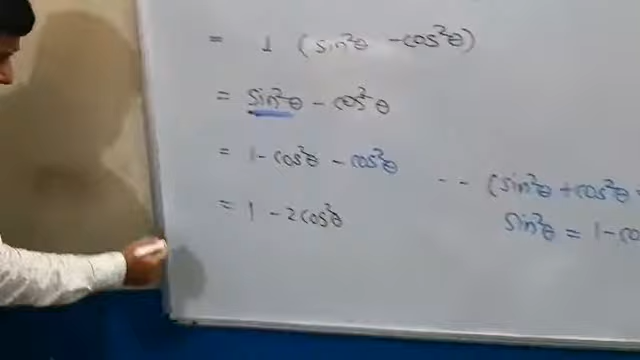 = 1 (sin²θ - cos²θ)
= sin²θ - cos²θ
= 1 - cos²θ - cos²θ
-- (sin²θ + cos²θ
= 1 - 2cos²θ
sin²θ = 1 - co